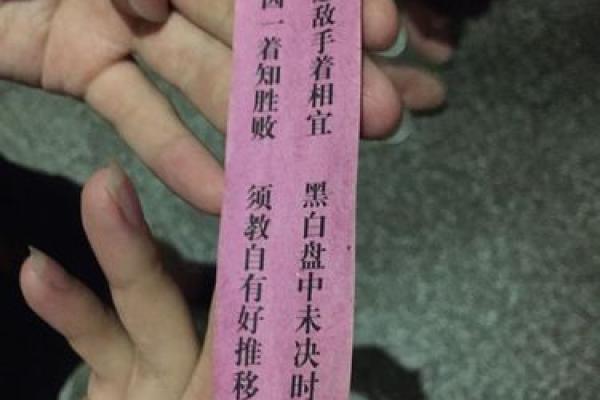 敌手着相宜 黑白盘中未决时
因一着知胜败 须教自有好推移